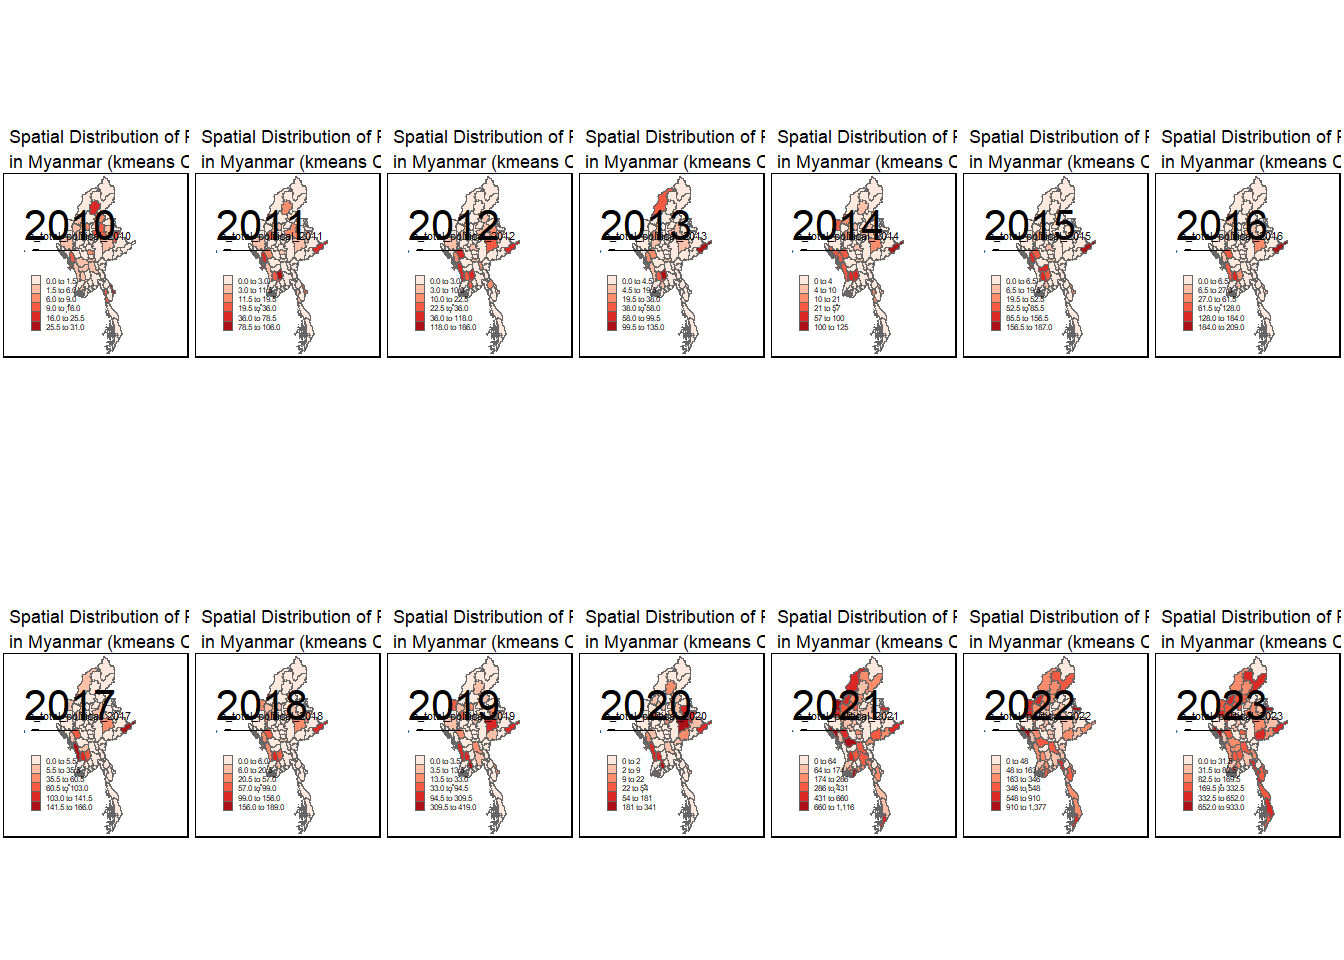 Spatial Distribution of P
in Myanmar (kmeans C
2010
_total_political_2010
0.0 to 1.5
1.5 to 6.0
6.0 to 9.0
9.0 to 16.0
16.0 to 25.5
25.5 to 31.0
Spatial Distribution of P
in Myanmar (kmeans C
2011
_total_political_2011
0.0 to 3.0
3.0 to 11.5
11.5 to 19.5
19.5 to 36.0
36.0 to 78.5
78.5 to 106.0
Spatial Distribution of P
in Myanmar (kmeans C
2012
_total_political_2012
0.0 to 3.0
3.0 to 10.0
10.0 to 22.5
22.5 to 36.0
36.0 to 118.0
118.0 to 186.0
Spatial Distribution of P
in Myanmar (kmeans C
2013
_total_political_2013
0.0 to 4.5
4.5 to 19.5
19.5 to 38.0
38.0 to 58.0
58.0 to 99.5
99.5 to 135.0
Spatial Distribution of P
in Myanmar (kmeans C
2014
_total_political_2014
0 to 4
4 to 10
10 to 21
21 to 57
57 to 100
100 to 125
Spatial Distribution of P
in Myanmar (kmeans C
2015
_total_political_2015
0.0 to 6.5
6.5 to 19.5
19.5 to 52.5
52.5 to 85.5
85.5 to 156.5
156.5 to 187.0
Spatial Distribution of P
in Myanmar (kmeans C
2016
_total_political_2016
0.0 to 6.5
6.5 to 27.0
27.0 to 61.5
61.5 to 128.0
128.0 to 184.0
184.0 to 209.0
Spatial Distribution of P
in Myanmar (kmeans C
2017
_total_political_2017
0.0 to 5.5
5.5 to 35.5
35.5 to 60.5
60.5 to 103.0
103.0 to 141.5
141.5 to 166.0
Spatial Distribution of P
in Myanmar (kmeans C
2018
_total_political_2018
0.0 to 6.0
6.0 to 20.5
20.5 to 57.0
57.0 to 99.0
99.0 to 156.0
156.0 to 189.0
Spatial Distribution of P
in Myanmar (kmeans C
2019
_total_political_2019
0.0 to 3.5
3.5 to 13.5
13.5 to 33.0
33.0 to 94.5
94.5 to 309.5
309.5 to 419.0
Spatial Distribution of P
in Myanmar (kmeans C
2020
_total_political_2020
0 to 2
2 to 9
9 to 22
22 to 54
54 to 181
181 to 341
Spatial Distribution of P
in Myanmar (kmeans C
2021
_total_political_2021
0 to 64
64 to 174
174 to 286
286 to 431
431 to 660
660 to 1,116
Spatial Distribution of P
in Myanmar (kmeans C
2022
_total_political_2022
0 to 48
48 to 163
163 to 346
346 to 548
548 to 910
910 to 1,377
Spatial Distribution of P
in Myanmar (kmeans C
2023
_total_political_2023
0.0 to 31.5
31.5 to 82.5
82.5 to 169.5
169.5 to 332.5
332.5 to 652.0
652.0 to 933.0